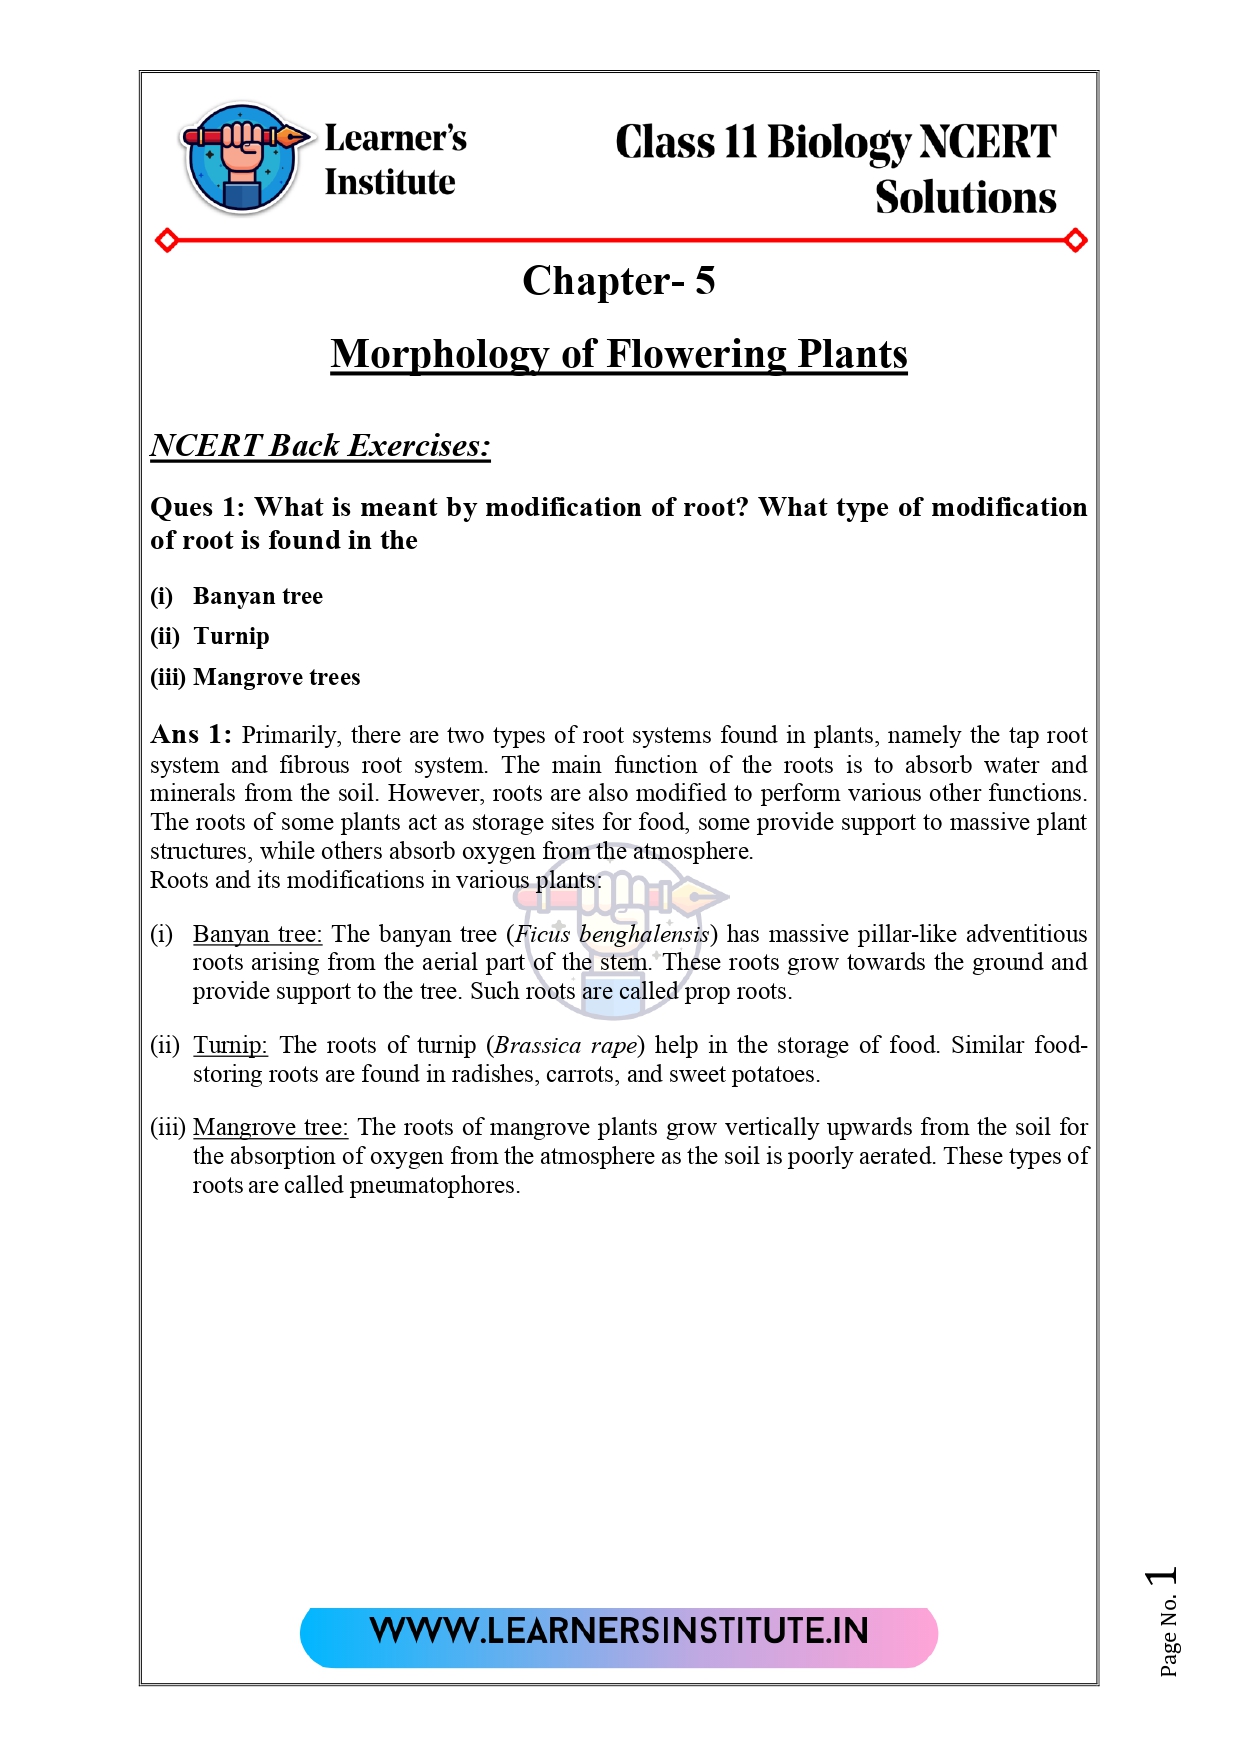 Learner's
Institute
Class 11 Biology NCERT
Solutions
Chapter- 5
Morphology of Flowering Plants
NCERT Back Exercises:
Ques 1: What is meant by modification of root? What type of modification
of root is found in the
(i) Banyan tree
(ii) Turnip
(iii) Mangrove trees
Ans 1: Primarily, there are two types of root systems found in plants, namely the tap root
system and fibrous root system. The main function of the roots is to absorb water and
minerals from the soil. However, roots are also modified to perform various other functions.
The roots of some plants act as storage sites for food, some provide support to massive plant
structures, while others absorb oxygen from the atmosphere.
Roots and its modifications in various plants:
(i) Banyan tree: The banyan tree (Ficus benghalensis) has massive pillar-like adventitious
roots arising from the aerial part of the stem. These roots grow towards the ground and
provide support to the tree. Such roots are called prop roots.
(ii) Turnip: The roots of turnip (Brassica rape) help in the storage of food. Similar food-
storing roots are found in radishes, carrots, and sweet potatoes.
(iii) Mangrove tree: The roots of mangrove plants grow vertically upwards from the soil for
the absorption of oxygen from the atmosphere as the soil is poorly aerated. These types of
roots are called pneumatophores.
WWW.LEARNERSINSTITUTE.IN
Page No. 1